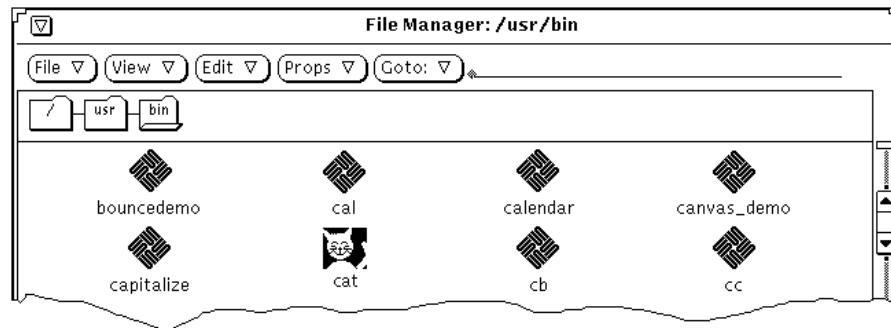 File Manager: /usr/bin
File View Edit Props Goto:
/ usr bin
bouncedemo cal calendar canvas_demo
capitalize cat cb cc